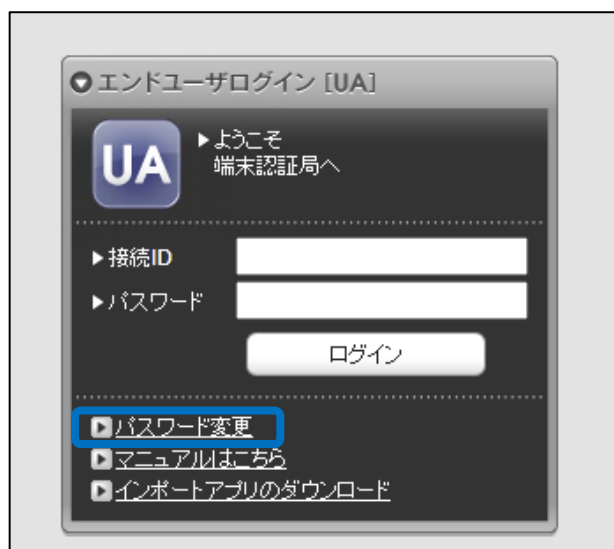 エンドユーザログイン [UA]
UA
ようこそ
端末認証局へ
接続ID
パスワード
ログイン
パスワード変更
マニュアルはこちら
インポートアプリのダウンロード